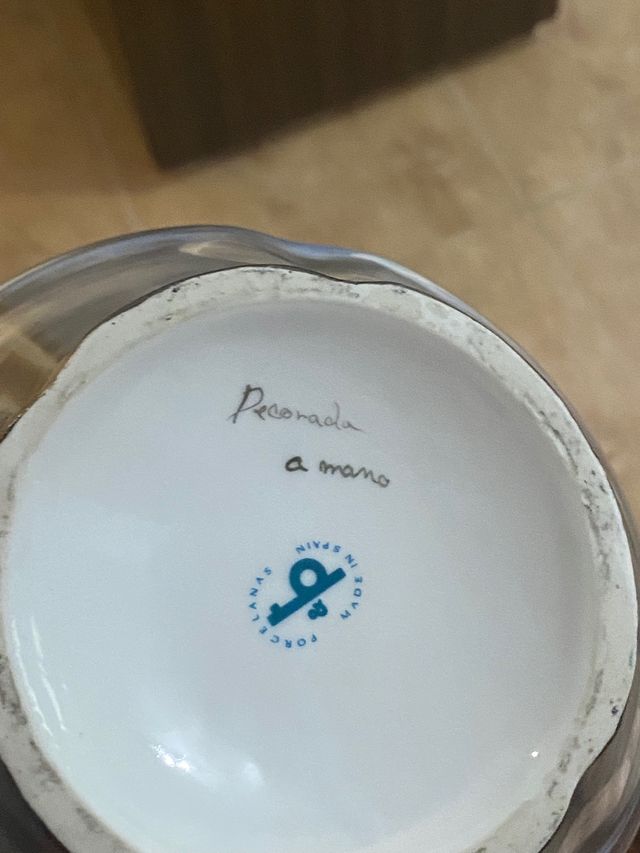 Decorada
a mano
PORCELANAS
MADE IN SPAIN